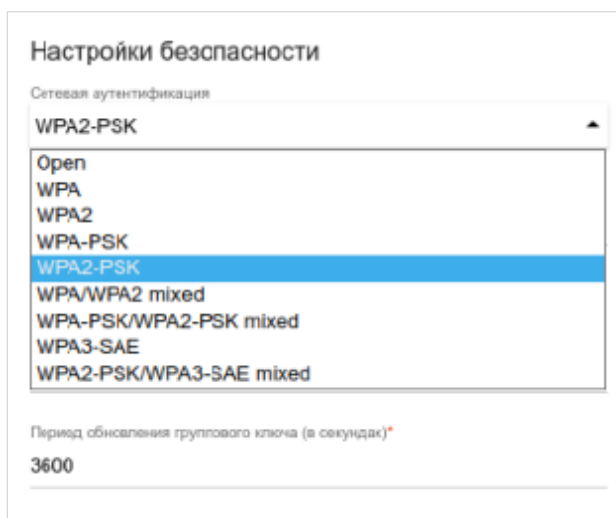 Настройки безопасности
Сетевая аутентификация
WPA2-PSK
Open
WPA
WPA2
WPA-PSK
WPA2-PSK
WPA/WPA2 mixed
WPA-PSK/WPA2-PSK mixed
WPA3-SAE
WPA2-PSK/WPA3-SAE mixed
Период обновления группового ключа (в секундах)*
3600